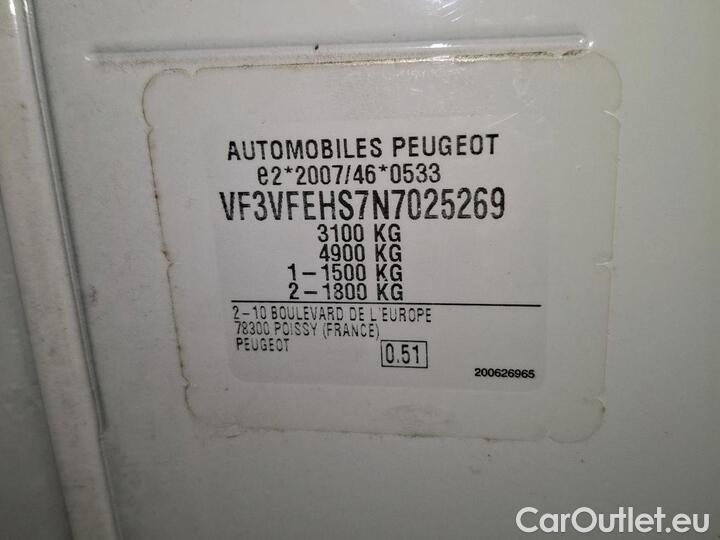 AUTOMOBILES PEUGEOT
e2*2007/46*0533
VF3VFEHS7N7025269
3100 KG
4900 KG
1-1500 KG
2-1800 KG
2-10 BOULEVARD DE L'EUROPE
78300 POISSY (FRANCE)
PEUGEOT
0.51
200626965
CarOutlet.eu